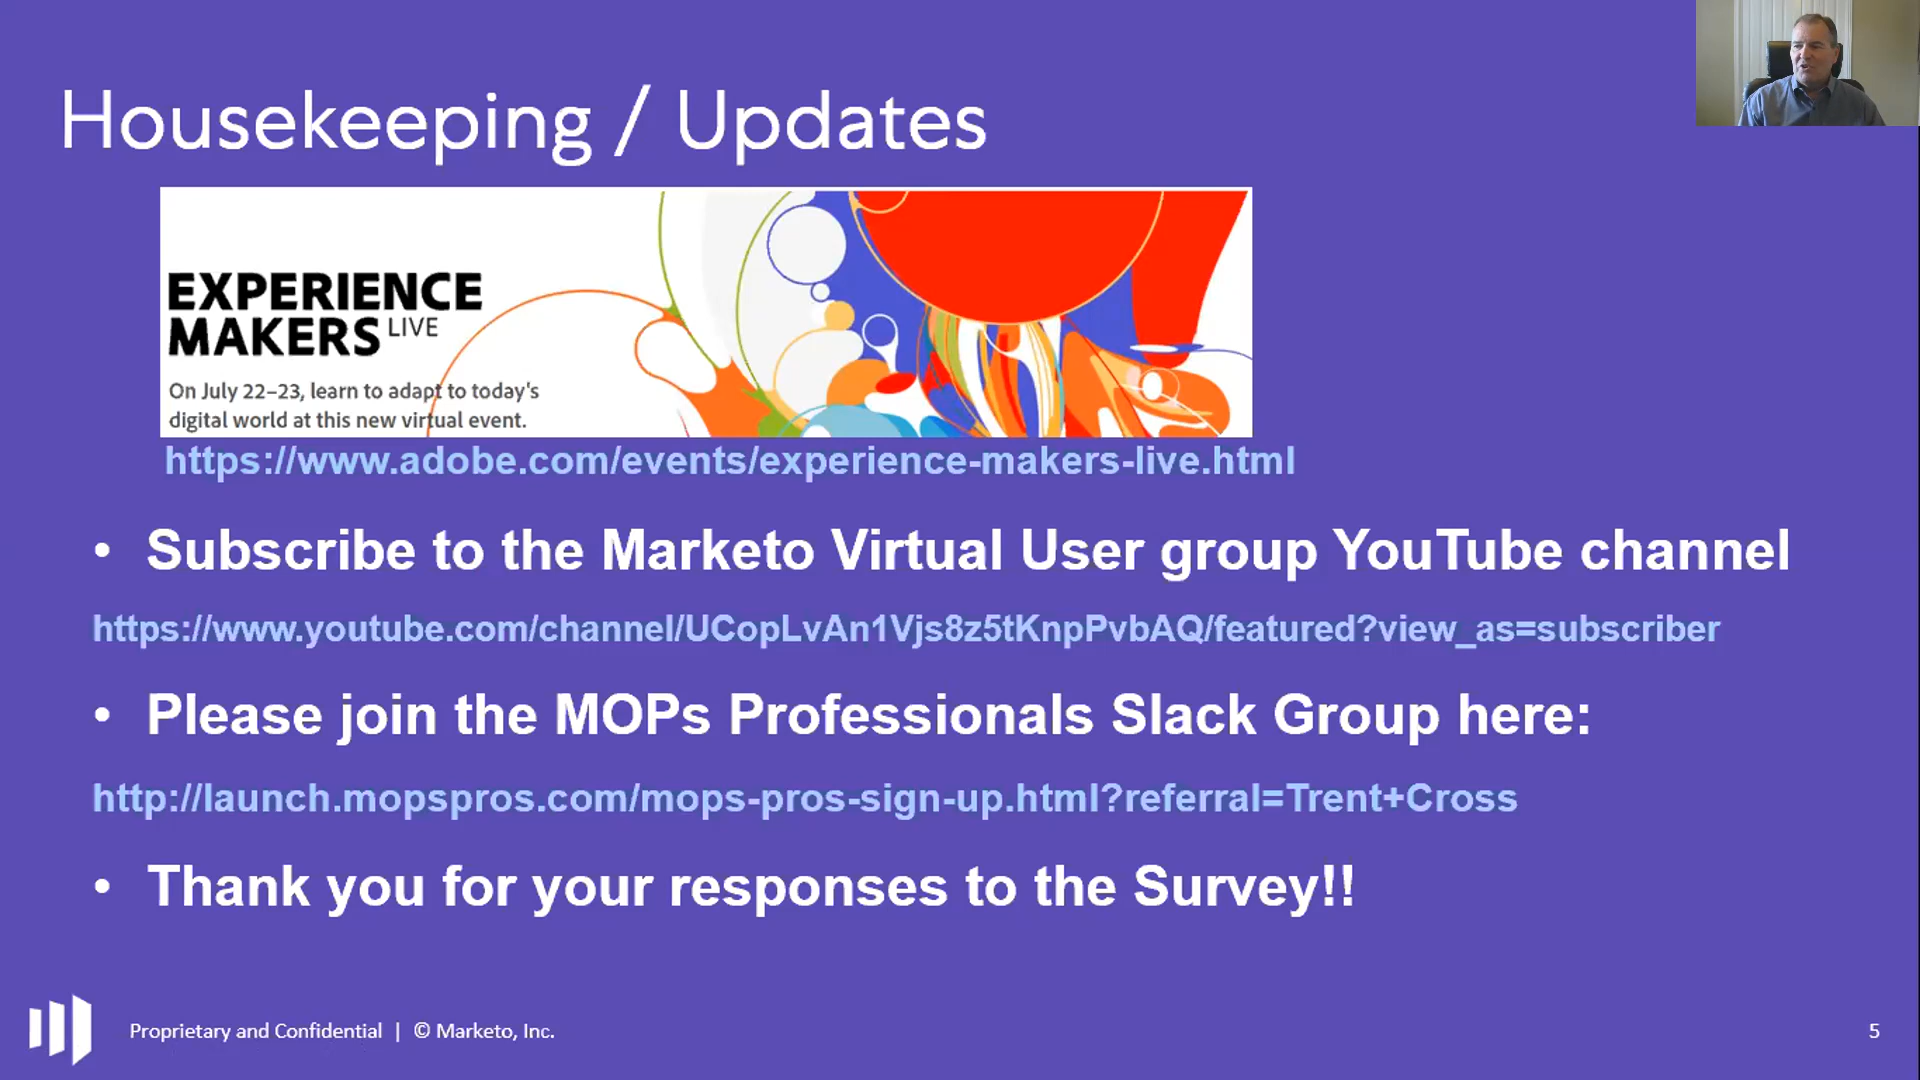 Housekeeping / Updates
EXPERIENCE
MAKERS LIVE
On July 22–23, learn to adapt to today's
digital world at this new virtual event.
https://www.adobe.com/events/experience-makers-live.html
• Subscribe to the Marketo Virtual User group YouTube channel
https://www.youtube.com/channel/UCopLvAn1Vjs8z5tKnpPvbAQ/featured?view_as=subscriber
• Please join the MOPs Professionals Slack Group here:
http://launch.mopspros.com/mops-pros-sign-up.html?referral=Trent+Cross
• Thank you for your responses to the Survey!!
Proprietary and Confidential | © Marketo, Inc.
5